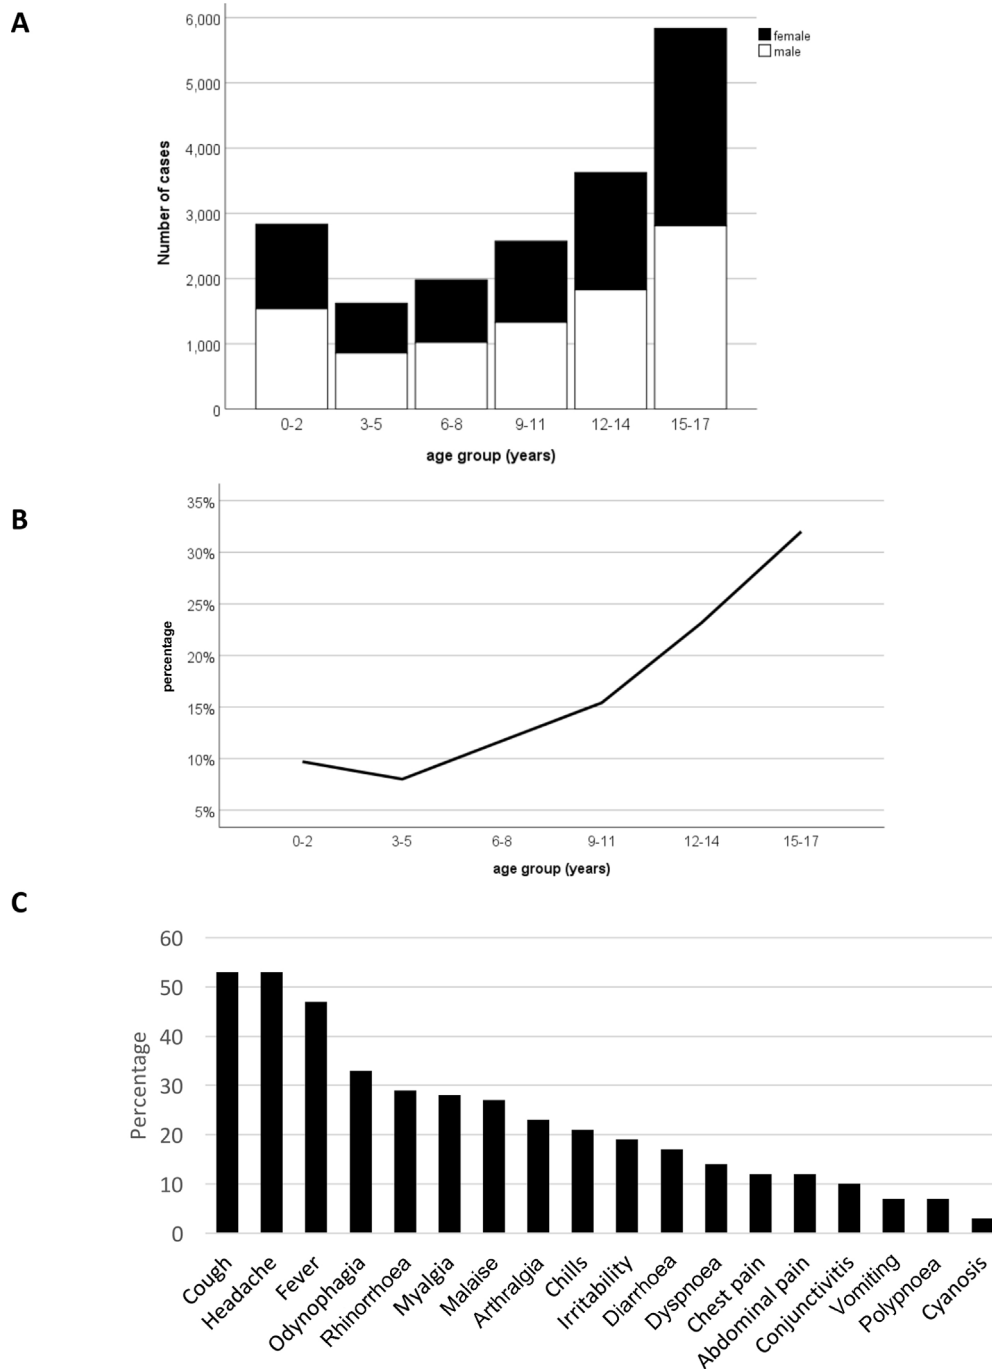 A
6,000
5,000
4,000
3,000
2,000
1,000
0
Number of cases
female
male
0-2 3-5 6-8 9-11 12-14 15-17
age group (years)
B
35%
30%
25%
20%
15%
10%
5%
percentage
0-2 3-5 6-8 9-11 12-14 15-17
age group (years)
C
60
50
40
30
20
10
0
Percentage
Cough
Headache
Fever
Odynophagia
Rhinorrhoea
Myalgia
Malaise
Arthralgia
Chills
Irritability
Diarrhoea
Dyspnoea
Chest pain
Abdominal pain
Conjunctivitis
Vomiting
Polypnoea
Cyanosis